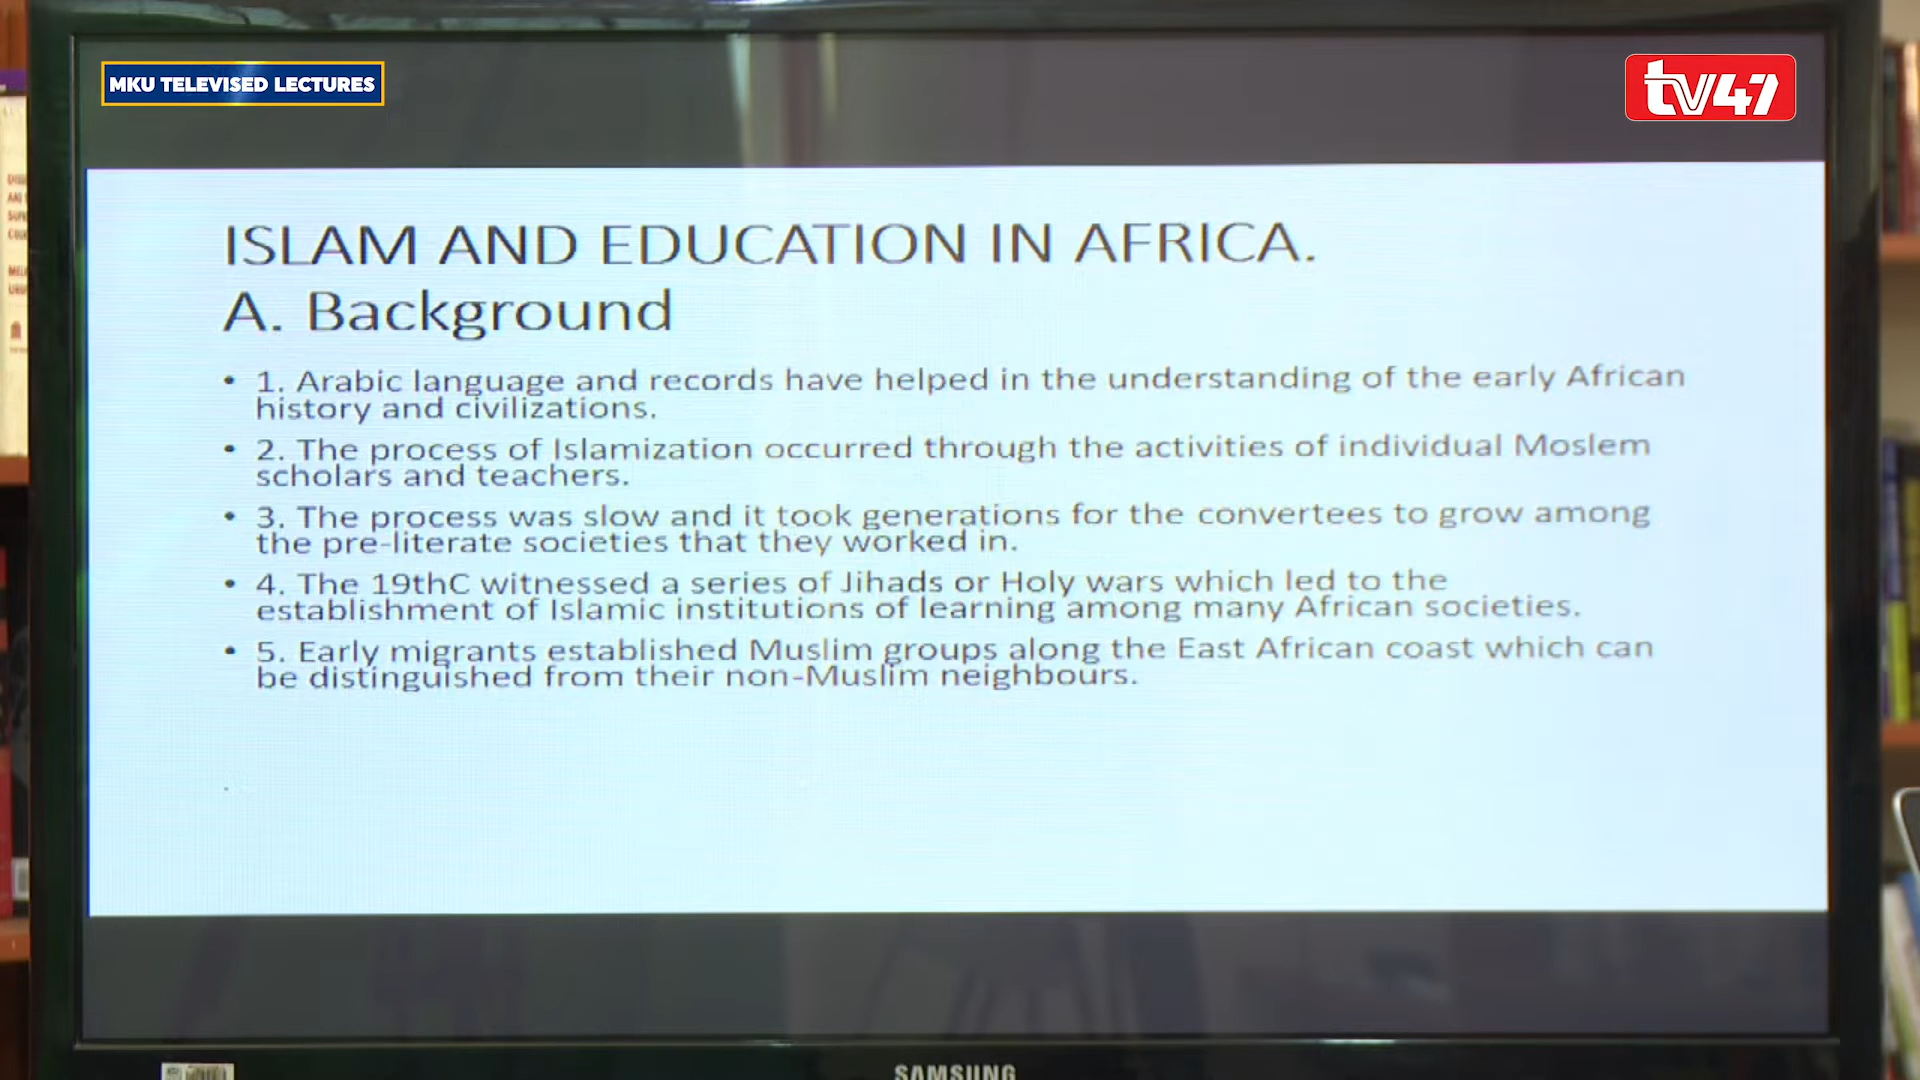 MKU TELEVISED LECTURES
tv47
ISLAM AND EDUCATION IN AFRICA.
A. Background
• 1. Arabic language and records have helped in the understanding of the early African
history and civilizations.
• 2. The process of Islamization occurred through the activities of individual Moslem
scholars and teachers.
• 3. The process was slow and it took generations for the convertees to grow among
the pre-literate societies that they worked in.
• 4. The 19thC witnessed a series of Jihads or Holy wars which led to the
establishment of Islamic institutions of learning among many African societies.
• 5. Early migrants established Muslim groups along the East African coast which can
be distinguished from their non-Muslim neighbours.
SAMSUNG